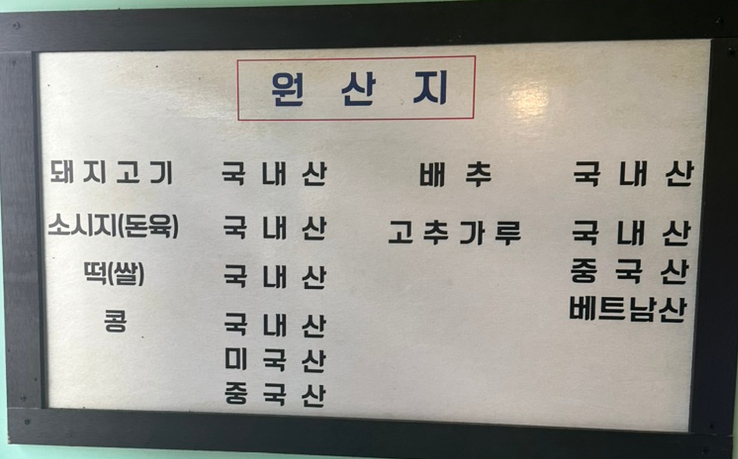 원 산 지
돼 지 고 기 국 내 산 배 추 국 내 산
소시지(돈육) 국 내 산 고 추 가 루 국 내 산
떡(쌀) 국 내 산 중 국 산
콩 국 내 산 베트남산
미 국 산
중 국 산